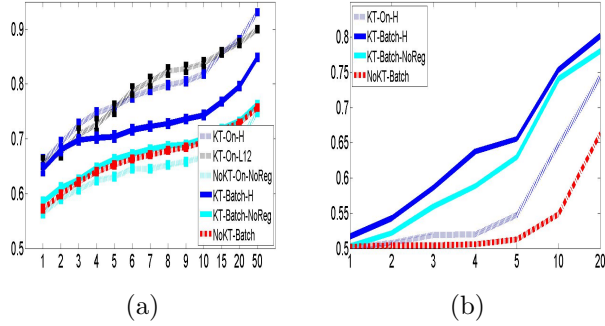 0.9
0.8
0.7
0.6
0.5
1 2 3 4 5 6 7 8 9 10 15 20 50
KT-On-H
KT-On-L12
NoKT-On-NoReg
KT-Batch-H
KT-Batch-NoReg
NoKT-Batch
(a)
0.8
0.75
0.7
0.65
0.6
0.55
0.5
1 2 3 4 5 10 20
KT-On-H
KT-Batch-H
KT-Batch-NoReg
NoKT-Batch
(b)